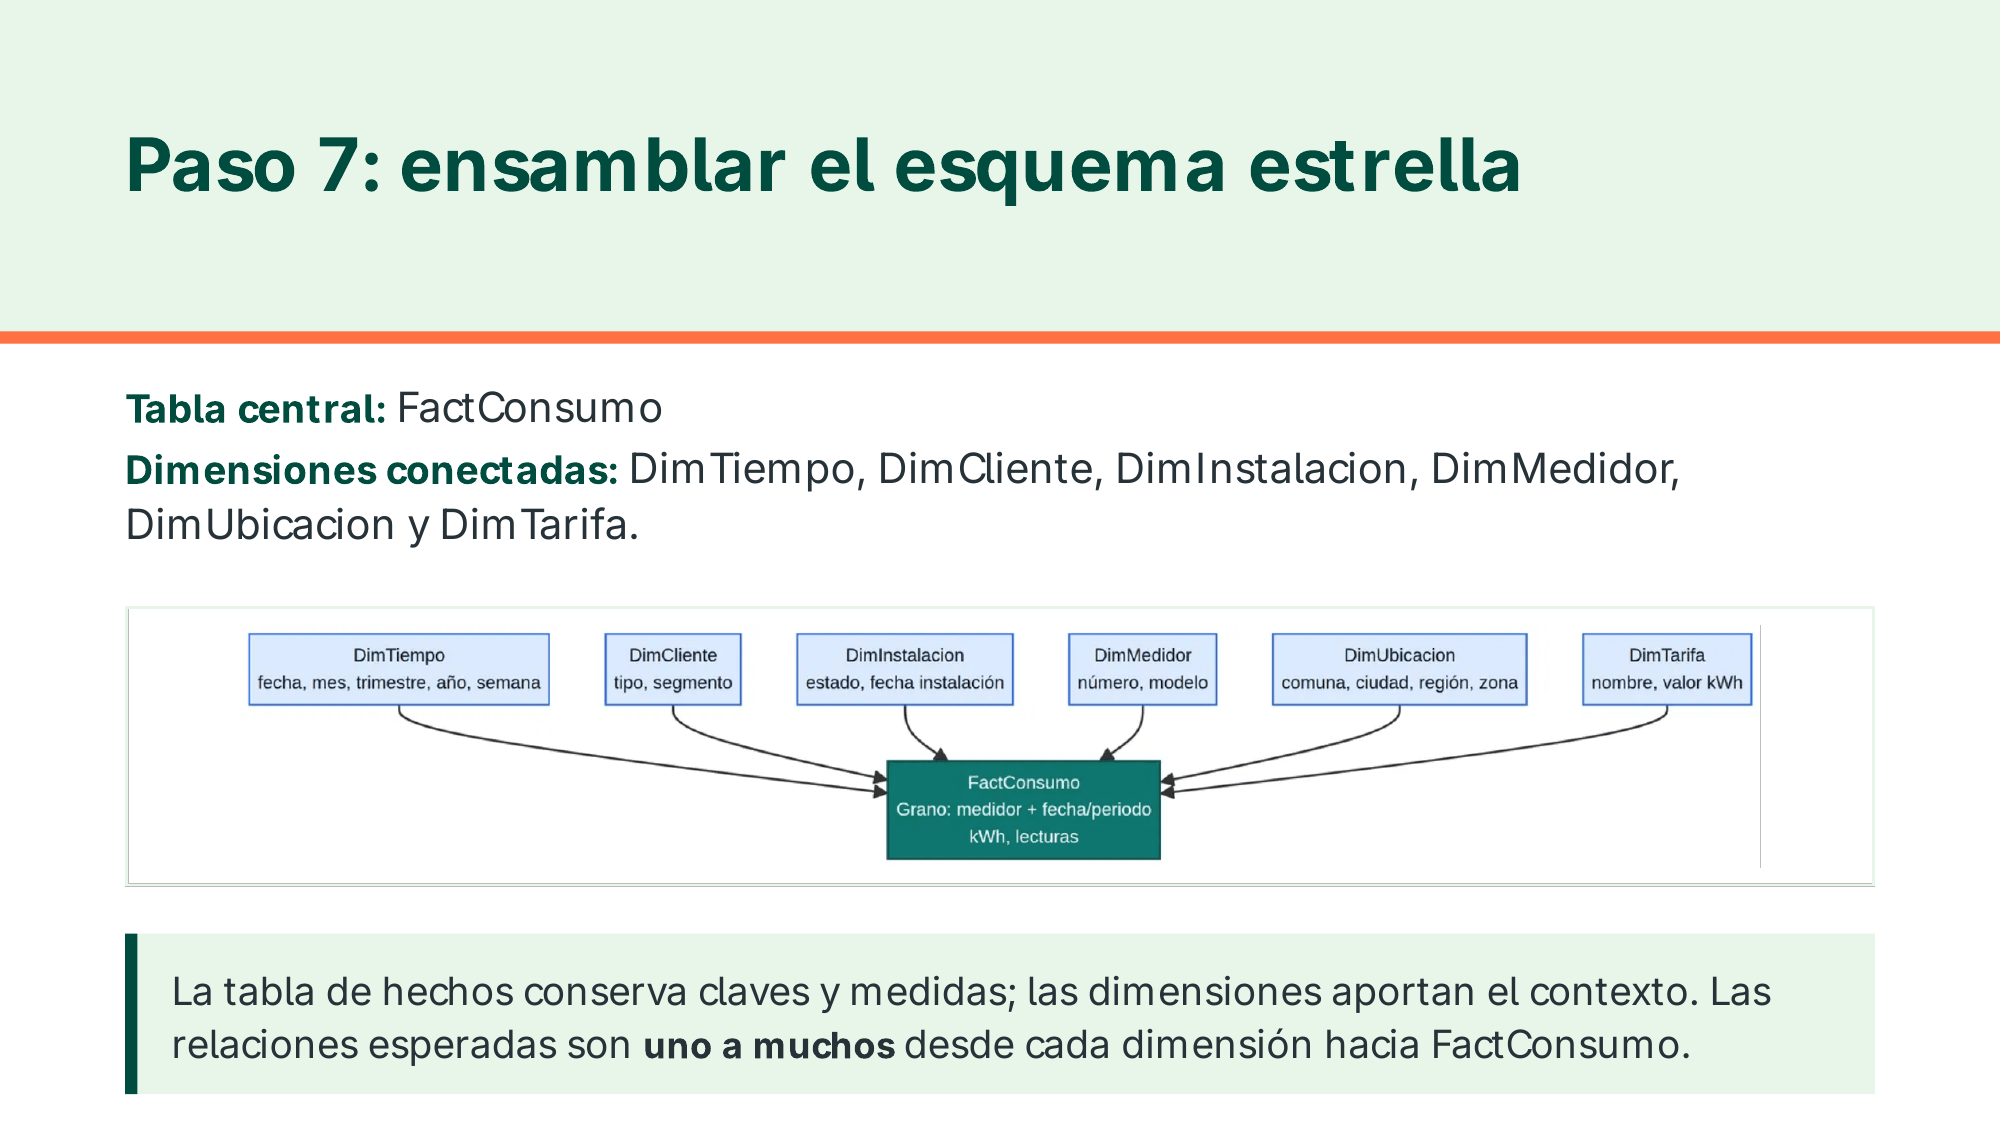 Paso 7: ensamblar el esquema estrella
Tabla central: FactConsumo
Dimensiones conectadas: DimTiempo, DimCliente, DimInstalacion, DimMedidor,
DimUbicacion y DimTarifa.
DimTiempo
fecha, mes, trimestre, año, semana
DimCliente
tipo, segmento
DimInstalacion
estado, fecha instalación
DimMedidor
número, modelo
DimUbicacion
comuna, ciudad, región, zona
DimTarifa
nombre, valor kWh
FactConsumo
Grano: medidor + fecha/periodo
kWh, lecturas
La tabla de hechos conserva claves y medidas; las dimensiones aportan el contexto. Las
relaciones esperadas son uno a muchos desde cada dimensión hacia FactConsumo.